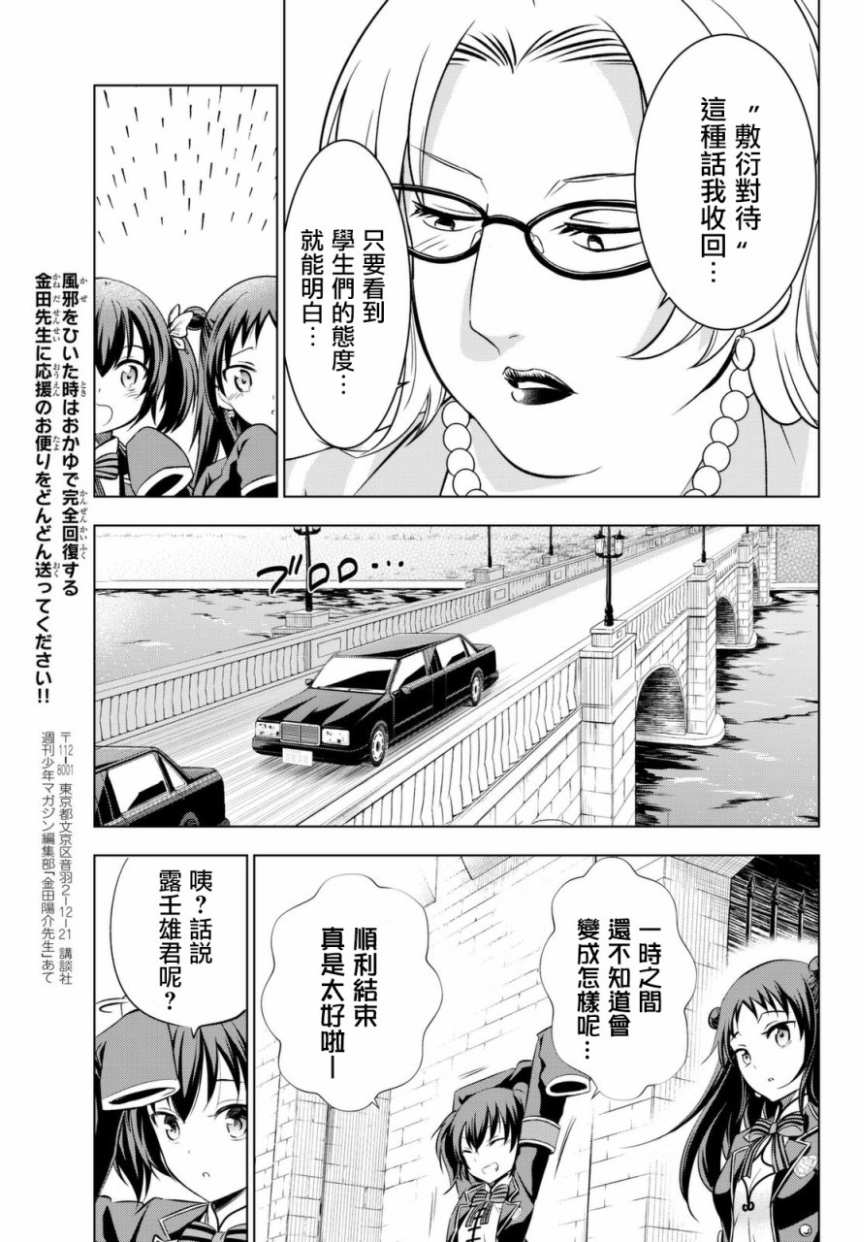 ”敷衍對待“
這種話我收回…
只要看到
學生們的態度…
就能明白…
ブロロ…
一時之間
還不知道會
變成怎樣呢…
順利結束
真是太好啦ー
咦？話說
露壬雄君呢？
風邪をひいた時はおかゆで完全回復する
金田先生に応援のお便りをどんどん送ってください!!
〒112-8001 東京都文京区音羽2-12-21 講談社
週刊少年マガジン編集部「金田陽介先生」あて